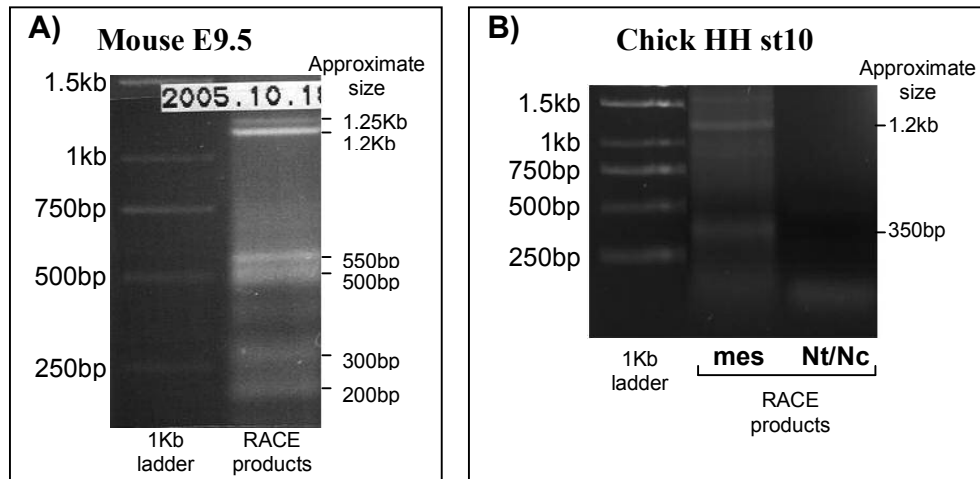 A) Mouse E9.5
Approximate
size
1.5kb
2005.10.18
1.25Kb
1.2Kb
1kb
750bp
550bp
500bp
500bp
300bp
250bp
200bp
1Kb
ladder
RACE
products
B) Chick HH st10
Approximate
size
1.5kb
1.2kb
1kb
750bp
500bp
350bp
250bp
1Kb
ladder
mes
Nt/Nc
RACE
products